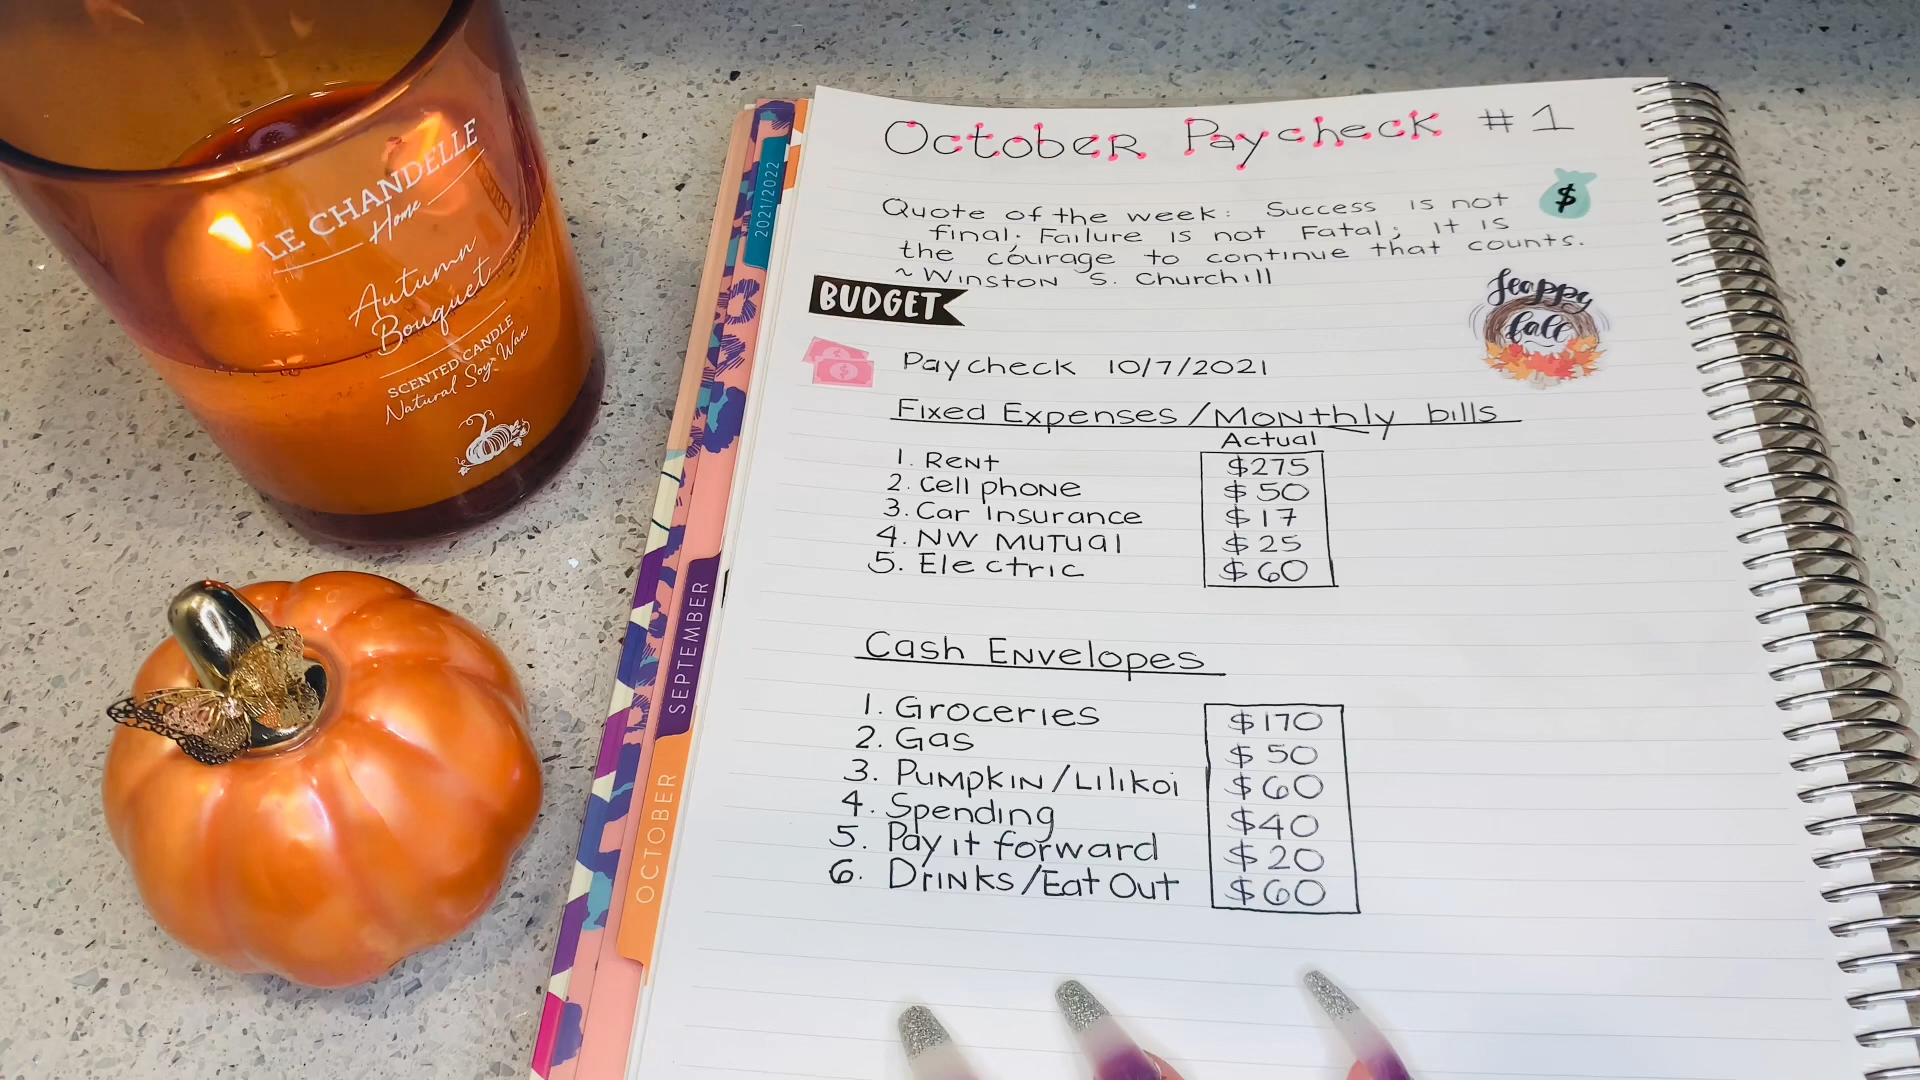 LE CHANDELLE
Home
Autumn
Bouquet
SCENTED CANDLE
Natural Soy Wax
2021/2022
SEPTEMBER
OCTOBER
October Paycheck #1
Quote of the week: Success is not
final; Failure is not Fatal; it is
the courage to continue that counts.
~ Winston S. Churchill
$
BUDGET
Happy
fall
Paycheck 10/7/2021
Fixed Expenses/Monthly bills
Actual
1. Rent $275
2. Cell phone $50
3. Car Insurance $17
4. NW Mutual $25
5. Electric $60
Cash Envelopes
1. Groceries $170
2. Gas $50
3. Pumpkin/Lilikoi $60
4. Spending $40
5. Pay it forward $20
6. Drinks/Eat Out $60